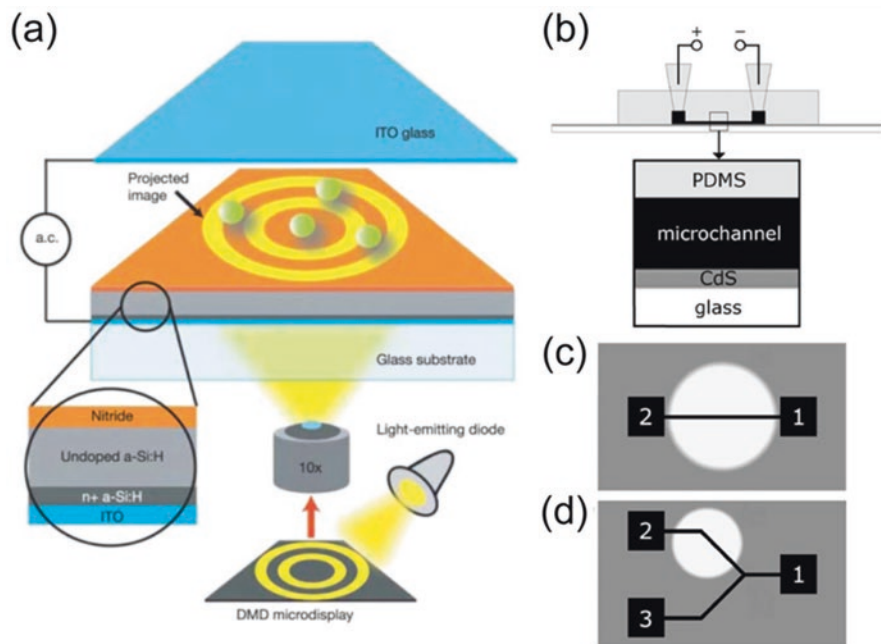 (a)
ITO glass
Projected
image
a.c.
Glass substrate
Nitride
Undoped a-Si:H
n+ a-Si:H
ITO
10x
Light-emitting diode
DMD microdisplay
(b)
+ −
PDMS
microchannel
CdS
glass
(c)
2 1
(d)
2
1
3